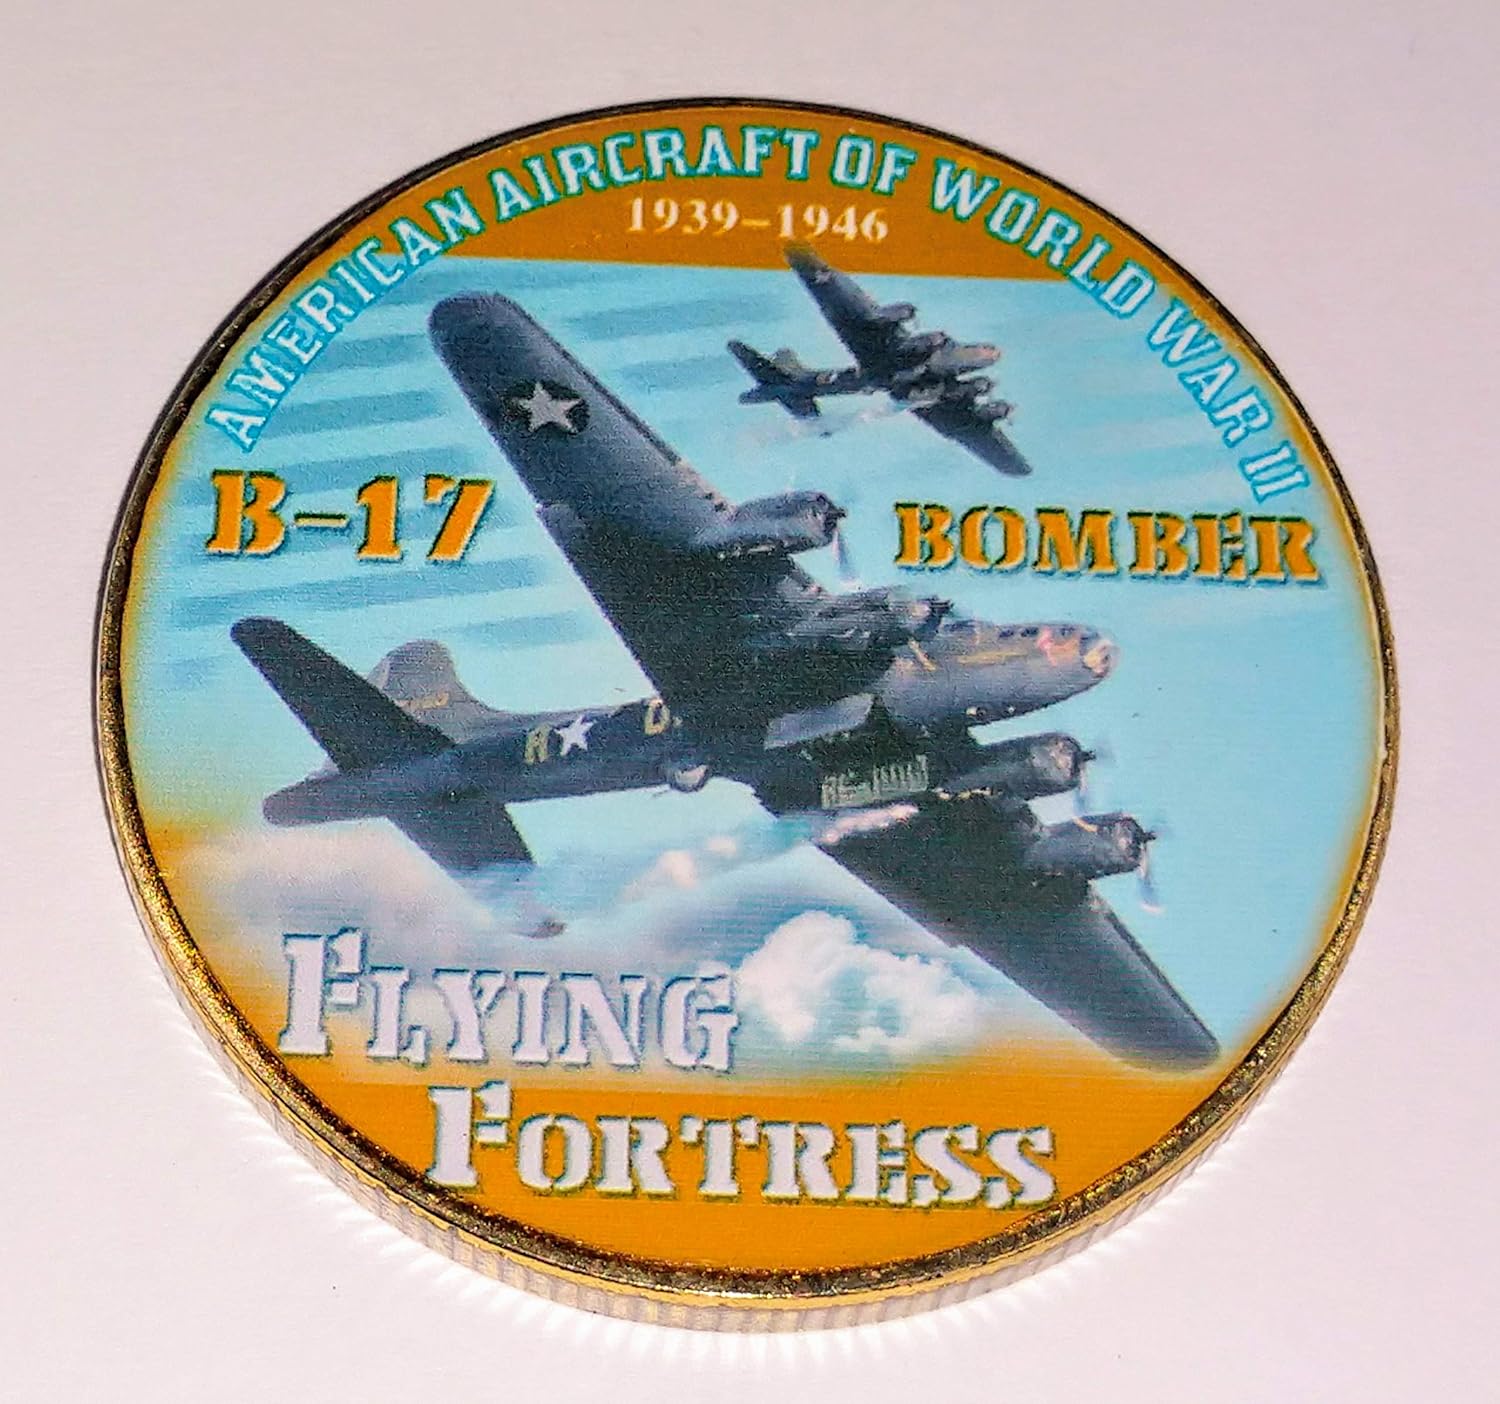 AMERICAN AIRCRAFT OF WORLD WAR II
1939-1946
B-17 BOMBER
R D
FLYING
FORTRESS